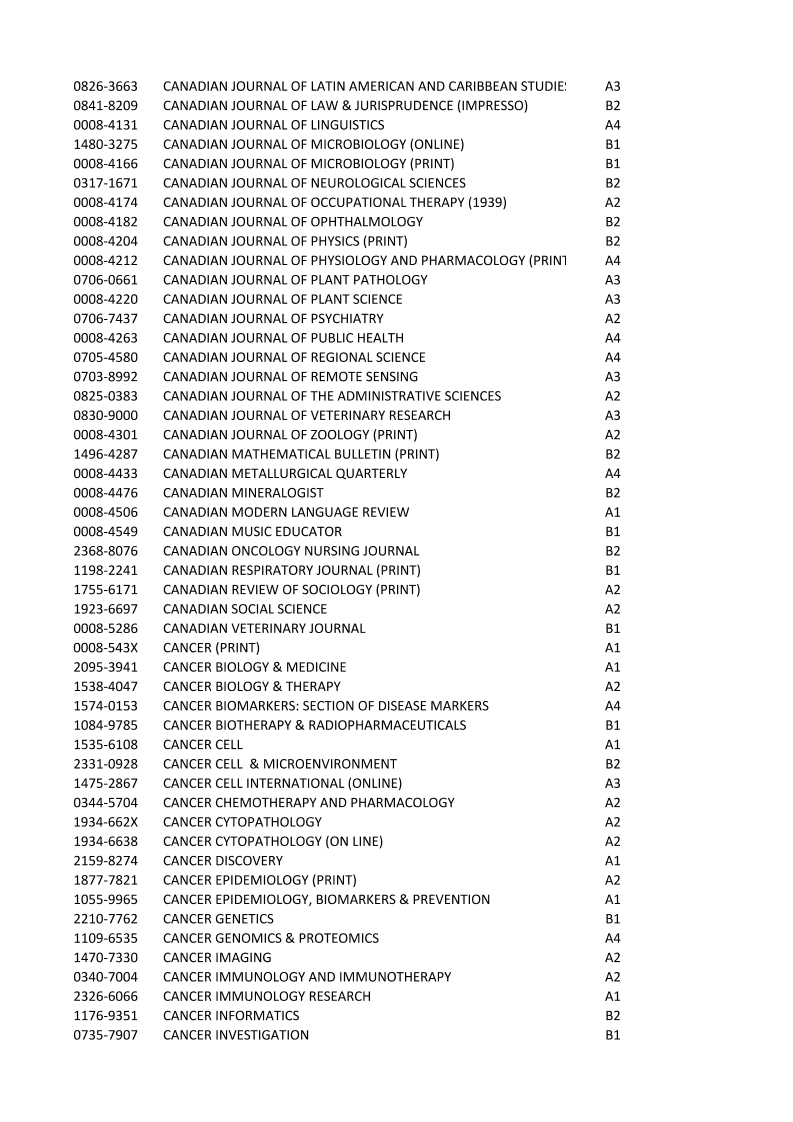 0826-3663 CANADIAN JOURNAL OF LATIN AMERICAN AND CARIBBEAN STUDIES A3
0841-8209 CANADIAN JOURNAL OF LAW & JURISPRUDENCE (IMPRESSO) B2
0008-4131 CANADIAN JOURNAL OF LINGUISTICS A4
1480-3275 CANADIAN JOURNAL OF MICROBIOLOGY (ONLINE) B1
0008-4166 CANADIAN JOURNAL OF MICROBIOLOGY (PRINT) B1
0317-1671 CANADIAN JOURNAL OF NEUROLOGICAL SCIENCES B2
0008-4174 CANADIAN JOURNAL OF OCCUPATIONAL THERAPY (1939) A2
0008-4182 CANADIAN JOURNAL OF OPHTHALMOLOGY B2
0008-4204 CANADIAN JOURNAL OF PHYSICS (PRINT) B2
0008-4212 CANADIAN JOURNAL OF PHYSIOLOGY AND PHARMACOLOGY (PRINT A4
0706-0661 CANADIAN JOURNAL OF PLANT PATHOLOGY A3
0008-4220 CANADIAN JOURNAL OF PLANT SCIENCE A3
0706-7437 CANADIAN JOURNAL OF PSYCHIATRY A2
0008-4263 CANADIAN JOURNAL OF PUBLIC HEALTH A4
0705-4580 CANADIAN JOURNAL OF REGIONAL SCIENCE A4
0703-8992 CANADIAN JOURNAL OF REMOTE SENSING A3
0825-0383 CANADIAN JOURNAL OF THE ADMINISTRATIVE SCIENCES A2
0830-9000 CANADIAN JOURNAL OF VETERINARY RESEARCH A3
0008-4301 CANADIAN JOURNAL OF ZOOLOGY (PRINT) A2
1496-4287 CANADIAN MATHEMATICAL BULLETIN (PRINT) B2
0008-4433 CANADIAN METALLURGICAL QUARTERLY A4
0008-4476 CANADIAN MINERALOGIST B2
0008-4506 CANADIAN MODERN LANGUAGE REVIEW A1
0008-4549 CANADIAN MUSIC EDUCATOR B1
2368-8076 CANADIAN ONCOLOGY NURSING JOURNAL B2
1198-2241 CANADIAN RESPIRATORY JOURNAL (PRINT) B1
1755-6171 CANADIAN REVIEW OF SOCIOLOGY (PRINT) A2
1923-6697 CANADIAN SOCIAL SCIENCE A2
0008-5286 CANADIAN VETERINARY JOURNAL B1
0008-543X CANCER (PRINT) A1
2095-3941 CANCER BIOLOGY & MEDICINE A1
1538-4047 CANCER BIOLOGY & THERAPY A2
1574-0153 CANCER BIOMARKERS: SECTION OF DISEASE MARKERS A4
1084-9785 CANCER BIOTHERAPY & RADIOPHARMACEUTICALS B1
1535-6108 CANCER CELL A1
2331-0928 CANCER CELL & MICROENVIRONMENT B2
1475-2867 CANCER CELL INTERNATIONAL (ONLINE) A3
0344-5704 CANCER CHEMOTHERAPY AND PHARMACOLOGY A2
1934-662X CANCER CYTOPATHOLOGY A2
1934-6638 CANCER CYTOPATHOLOGY (ON LINE) A2
2159-8274 CANCER DISCOVERY A1
1877-7821 CANCER EPIDEMIOLOGY (PRINT) A2
1055-9965 CANCER EPIDEMIOLOGY, BIOMARKERS & PREVENTION A1
2210-7762 CANCER GENETICS B1
1109-6535 CANCER GENOMICS & PROTEOMICS A4
1470-7330 CANCER IMAGING A2
0340-7004 CANCER IMMUNOLOGY AND IMMUNOTHERAPY A2
2326-6066 CANCER IMMUNOLOGY RESEARCH A1
1176-9351 CANCER INFORMATICS B2
0735-7907 CANCER INVESTIGATION B1